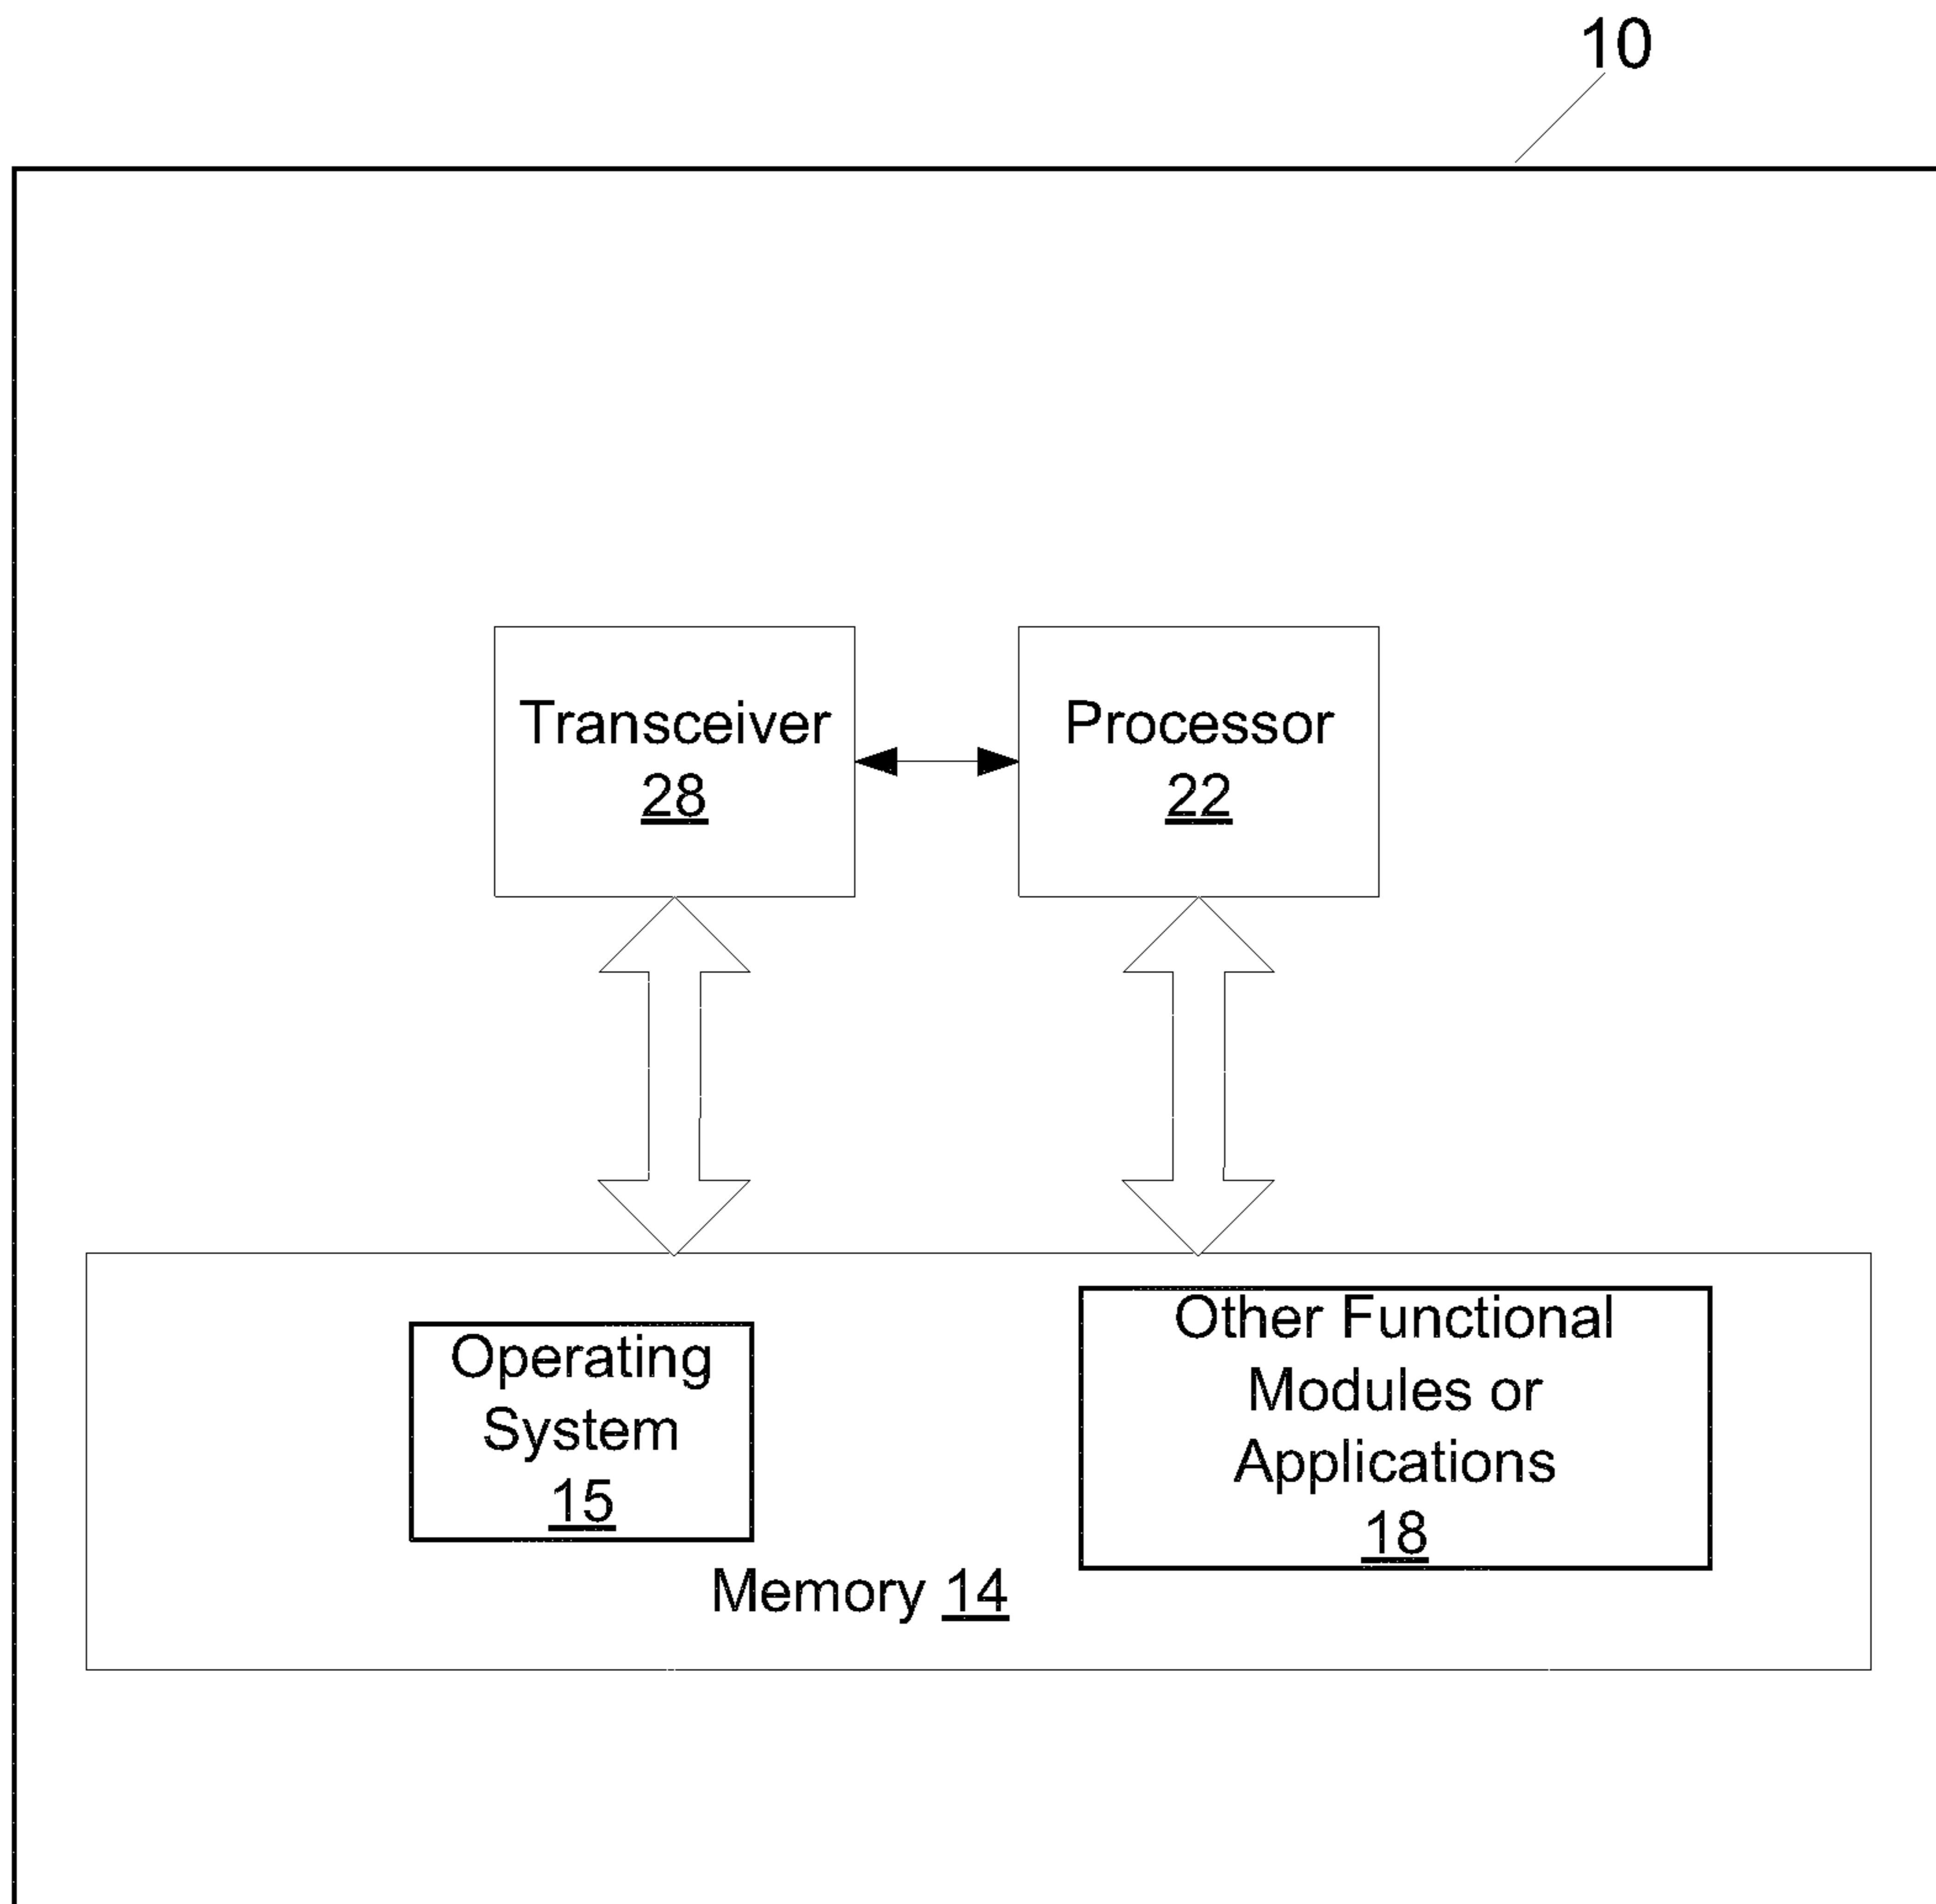 10
Transceiver
28
Processor
22
Operating
System
15
Other Functional
Modules or
Applications
18
Memory 14